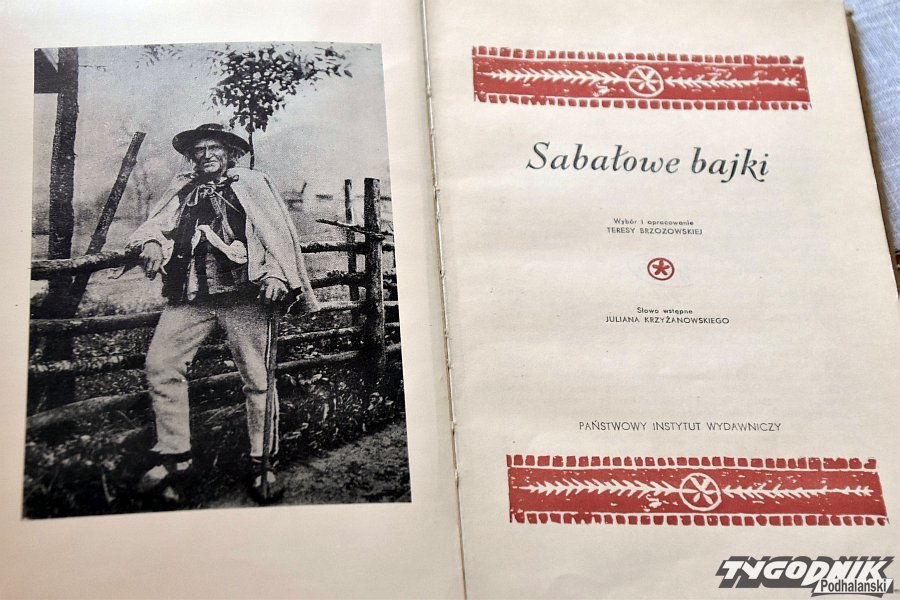 Sabałowe bajki
Wybór i opracowanie
TERESY BRZOZOWSKIEJ
Słowo wstępne
JULIANA KRZYŻANOWSKIEGO
PAŃSTWOWY INSTYTUT WYDAWNICZY
TYGODNIK
Podhalański